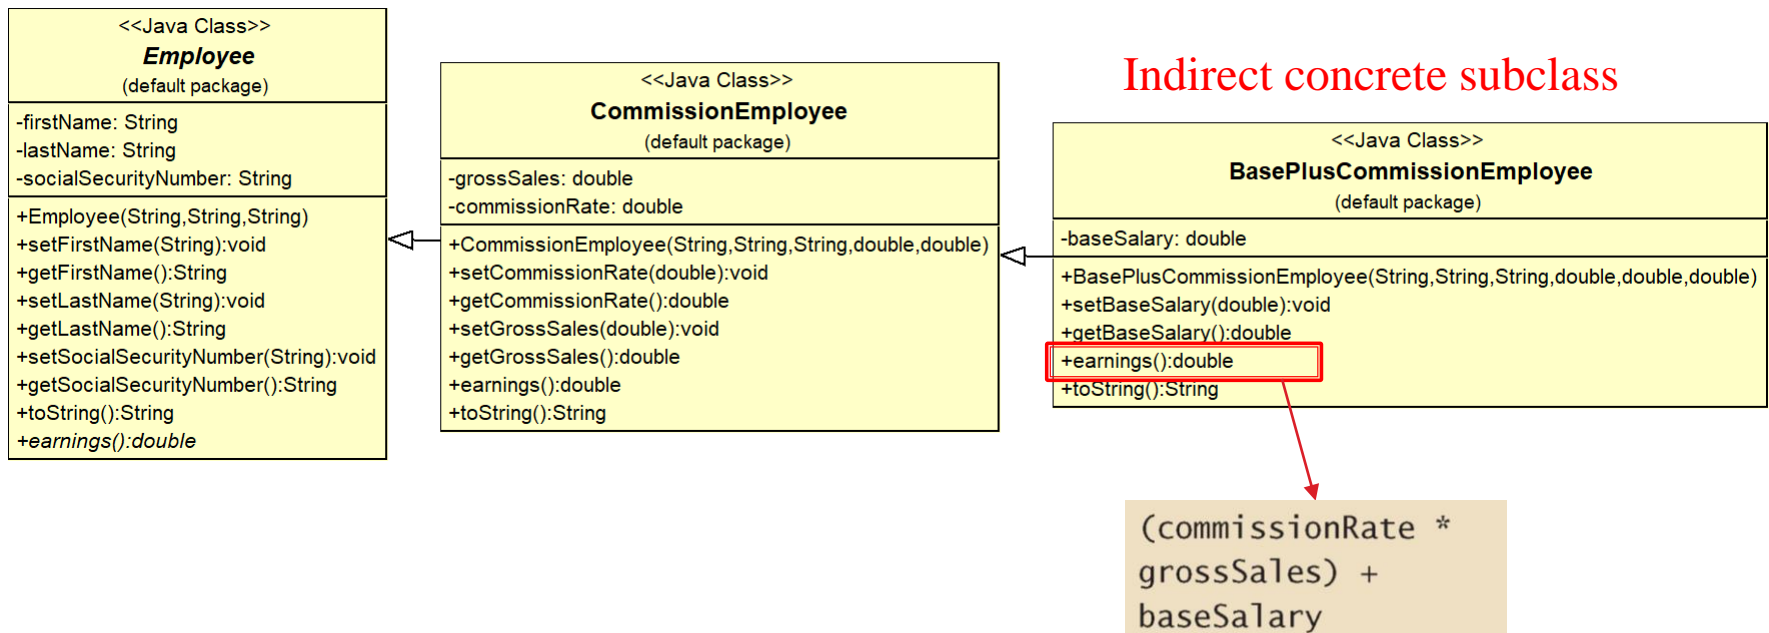 <<Java Class>>
Employee
(default package)
-firstName: String
-lastName: String
-socialSecurityNumber: String
+Employee(String,String,String)
+setFirstName(String):void
+getFirstName():String
+setLastName(String):void
+getLastName():String
+setSocialSecurityNumber(String):void
+getSocialSecurityNumber():String
+toString():String
+earnings():double
<<Java Class>>
CommissionEmployee
(default package)
-grossSales: double
-commissionRate: double
+CommissionEmployee(String,String,String,double,double)
+setCommissionRate(double):void
+getCommissionRate():double
+setGrossSales(double):void
+getGrossSales():double
+earnings():double
+toString():String
Indirect concrete subclass
<<Java Class>>
BasePlusCommissionEmployee
(default package)
-baseSalary: double
+BasePlusCommissionEmployee(String,String,String,double,double,double)
+setBaseSalary(double):void
+getBaseSalary():double
+earnings():double
+toString():String
(commissionRate *
grossSales) +
baseSalary